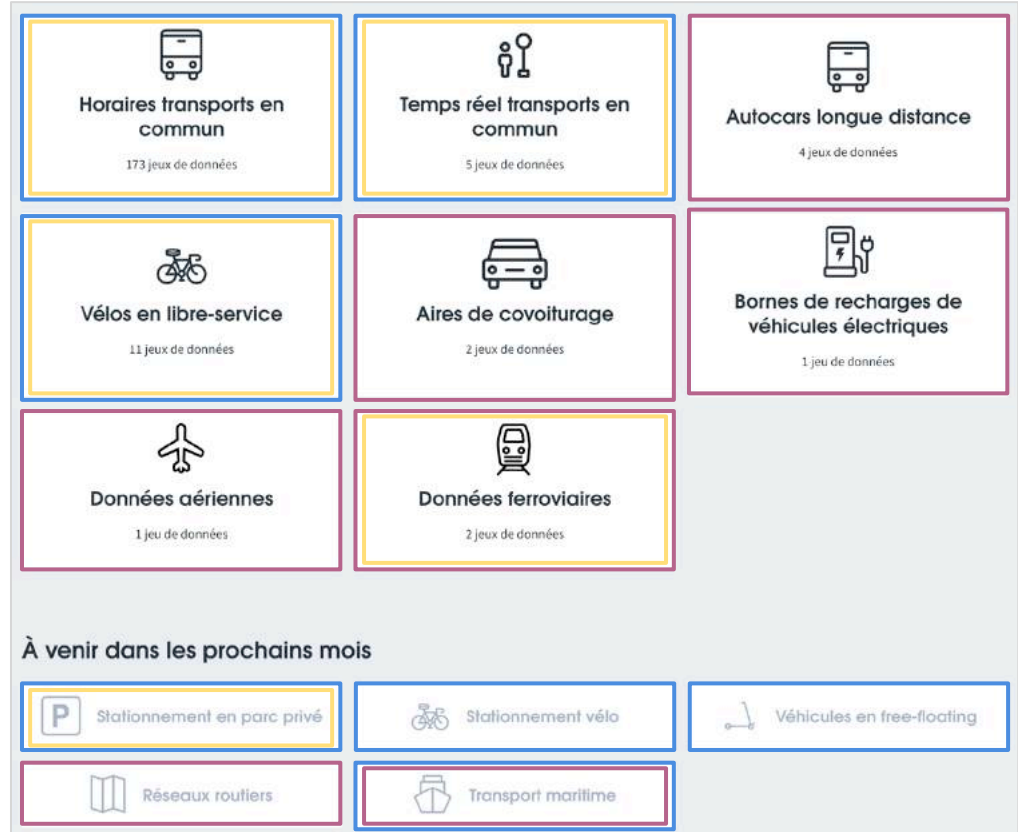 Horaires transports en
commun
173 jeux de données
Temps réel transports en
commun
5 jeux de données
Autocars longue distance
4 jeux de données
Vélos en libre-service
11 jeux de données
Aires de covoiturage
2 jeux de données
Bornes de recharges de
véhicules électriques
1 jeu de données
Données aériennes
1 jeu de données
Données ferroviaires
2 jeux de données
À venir dans les prochains mois
P Stationnement en parc privé
Stationnement vélo
Véhicules en free-floating
Réseaux routiers
Transport maritime